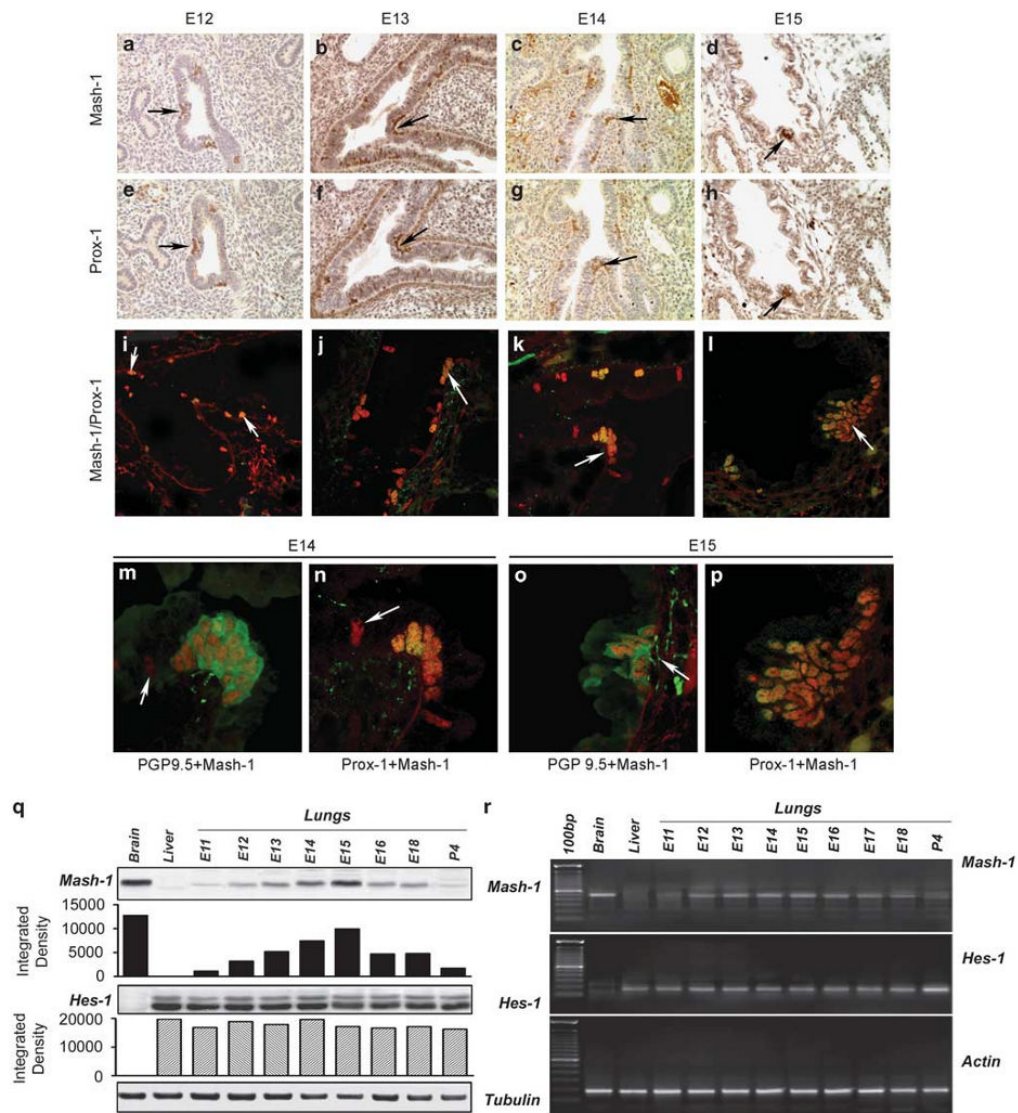 E12 E13 E14 E15
a b c d
Mash-1
e f g h
Prox-1
i j k l
Mash-1/Prox-1
E14 E15
m n o p
PGP9.5+Mash-1 Prox-1+Mash-1 PGP 9.5+Mash-1 Prox-1+Mash-1
q
Lungs
Brain Liver E11 E12 E13 E14 E15 E16 E18 P4
Mash-1
Integrated Density
15000
10000
5000
0
Hes-1
Integrated Density
20000
10000
0
Tubulin
r
Lungs
100bp Brain Liver E11 E12 E13 E14 E15 E16 E17 E18 P4
Mash-1
Mash-1
Hes-1
Hes-1
Actin